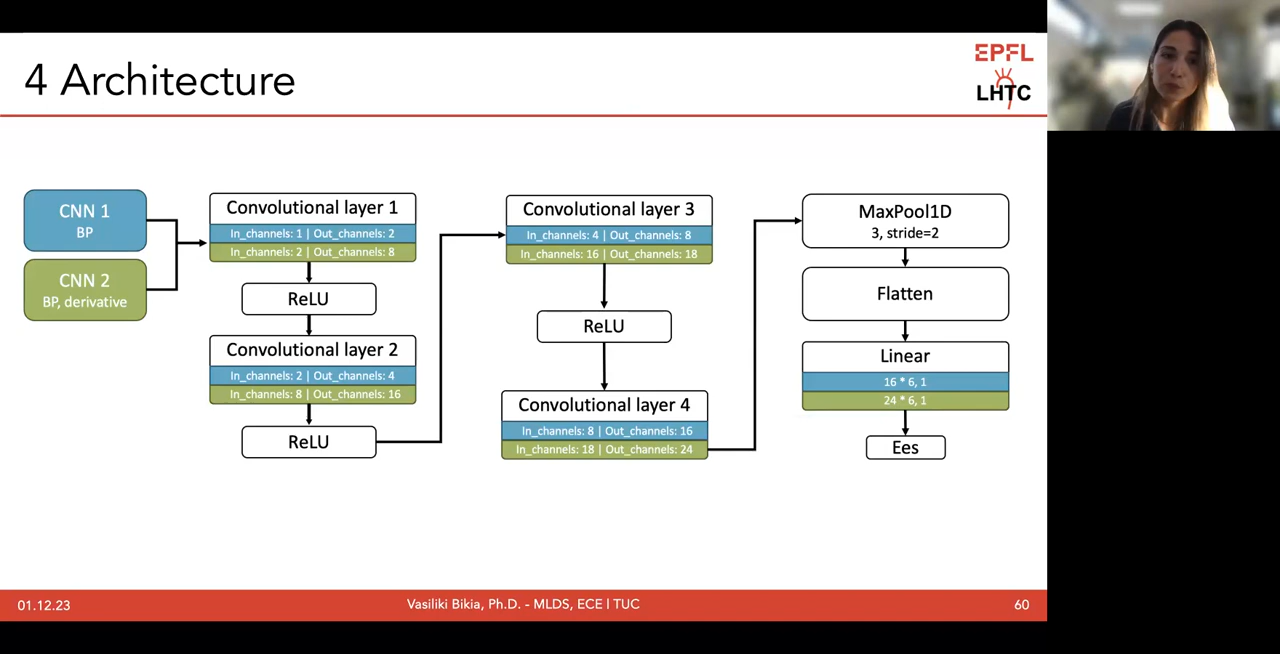 4 Architecture
EPFL
LHTC
CNN 1
BP
CNN 2
BP, derivative
Convolutional layer 1
In_channels: 1 | Out_channels: 2
In_channels: 2 | Out_channels: 8
ReLU
Convolutional layer 2
In_channels: 2 | Out_channels: 4
In_channels: 8 | Out_channels: 16
ReLU
Convolutional layer 3
In_channels: 4 | Out_channels: 8
In_channels: 16 | Out_channels: 18
ReLU
Convolutional layer 4
In_channels: 8 | Out_channels: 16
In_channels: 18 | Out_channels: 24
MaxPool1D
3, stride=2
Flatten
Linear
16 * 6, 1
24 * 6, 1
Ees
01.12.23
Vasiliki Bikia, Ph.D. - MLDS, ECE | TUC
60